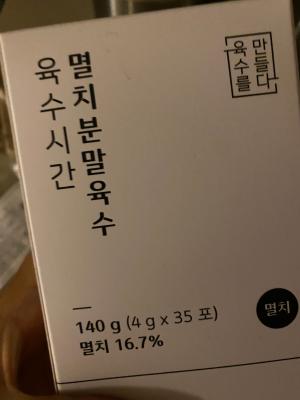 육수를
만들다
육수시간
멸치분말육수
140 g (4 g x 35 포)
멸치 16.7%
멸치